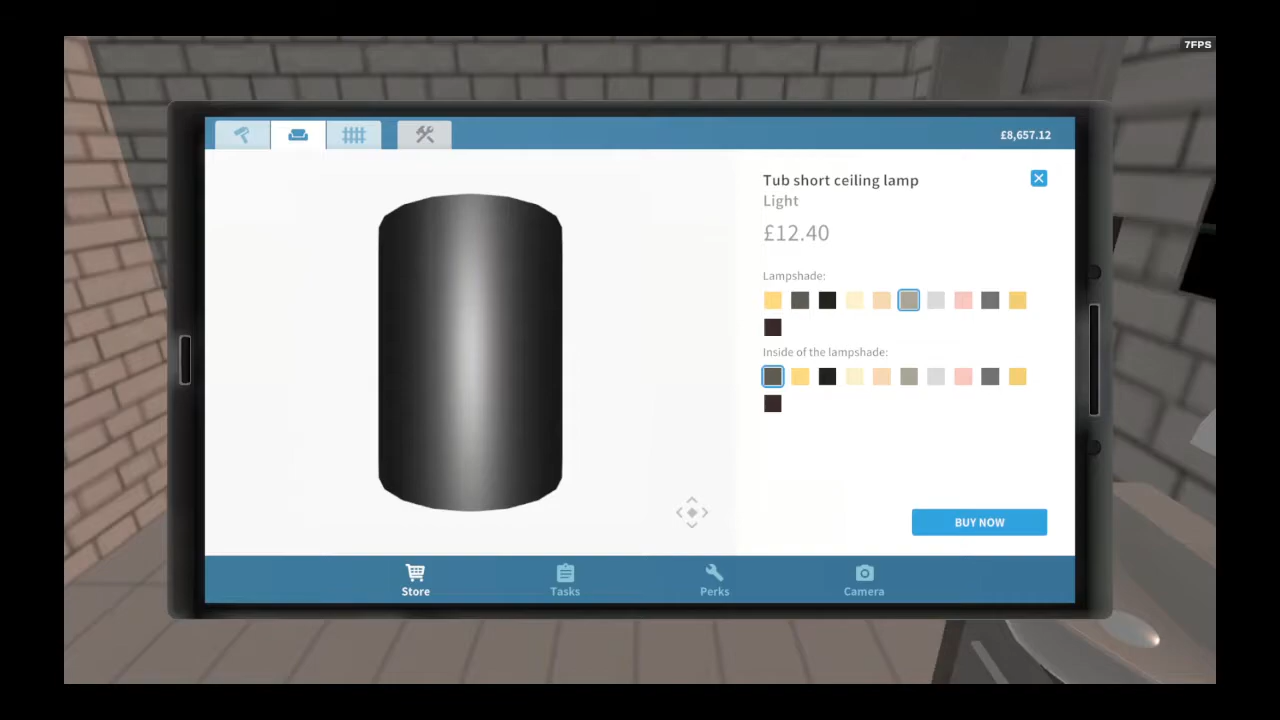 7FPS
£8,657.12
Tub short ceiling lamp
Light
£12.40
Lampshade:
Inside of the lampshade:
BUY NOW
Store
Tasks
Perks
Camera